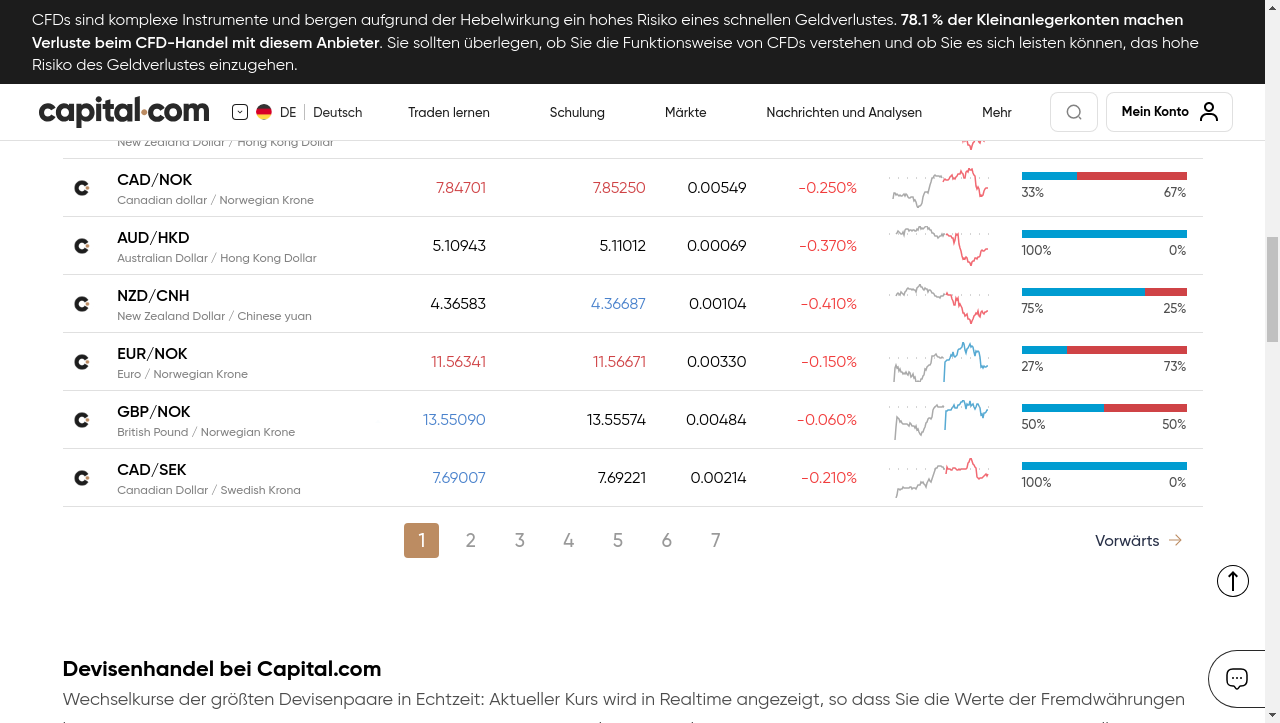 CFDs sind komplexe Instrumente und bergen aufgrund der Hebelwirkung ein hohes Risiko eines schnellen Geldverlustes. 78.1 % der Kleinanlegerkonten machen
Verluste beim CFD-Handel mit diesem Anbieter. Sie sollten überlegen, ob Sie die Funktionsweise von CFDs verstehen und ob Sie es sich leisten können, das hohe
Risiko des Geldverlustes einzugehen.
capital.com DE Deutsch Traden lernen Schulung Märkte Nachrichten und Analysen Mehr Mein Konto
New Zealand Dollar / Hong Kong Dollar
CAD/NOK 7.84701 7.85250 0.00549 -0.250%
Canadian dollar / Norwegian Krone 33% 67%
AUD/HKD 5.10943 5.11012 0.00069 -0.370%
Australian Dollar / Hong Kong Dollar 100% 0%
NZD/CNH 4.36583 4.36687 0.00104 -0.410%
New Zealand Dollar / Chinese yuan 75% 25%
EUR/NOK 11.56341 11.56671 0.00330 -0.150%
Euro / Norwegian Krone 27% 73%
GBP/NOK 13.55090 13.55574 0.00484 -0.060%
British Pound / Norwegian Krone 50% 50%
CAD/SEK 7.69007 7.69221 0.00214 -0.210%
Canadian Dollar / Swedish Krona 100% 0%
1 2 3 4 5 6 7 Vorwärts
Devisenhandel bei Capital.com
Wechselkurse der größten Devisenpaare in Echtzeit: Aktueller Kurs wird in Realtime angezeigt, so dass Sie die Werte der Fremdwährungen